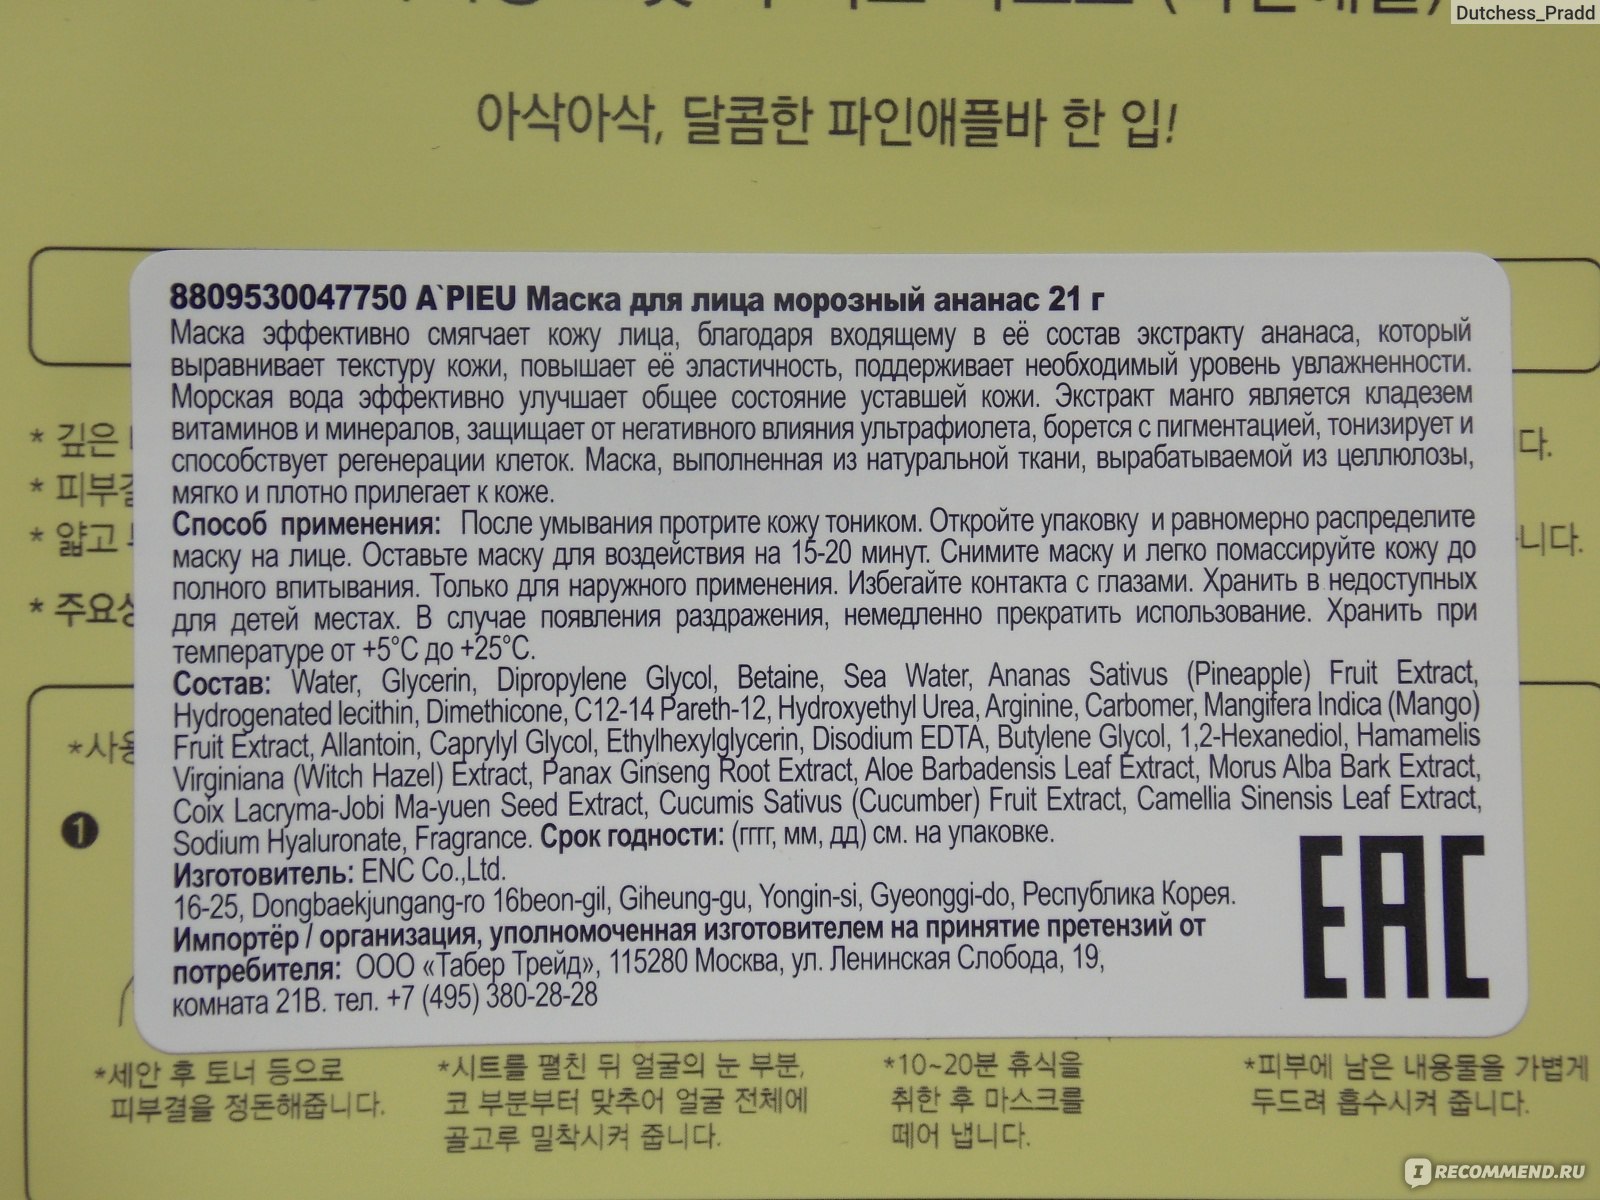 Dutchess_Pradd
아삭아삭, 달콤한 파인애플바 한 입!
8809530047750 A`PIEU Маска для лица морозный ананас 21 г
Маска эффективно смягчает кожу лица, благодаря входящему в её состав экстракту ананаса, который
выравнивает текстуру кожи, повышает её эластичность, поддерживает необходимый уровень увлажненности.
Морская вода эффективно улучшает общее состояние уставшей кожи. Экстракт манго является кладезем
витаминов и минералов, защищает от негативного влияния ультрафиолета, борется с пигментацией, тонизирует и
способствует регенерации клеток. Маска, выполненная из натуральной ткани, вырабатываемой из целлюлозы,
мягко и плотно прилегает к коже.
Способ применения: После умывания протрите кожу тоником. Откройте упаковку и равномерно распределите
маску на лице. Оставьте маску для воздействия на 15-20 минут. Снимите маску и легко помассируйте кожу до
полного впитывания. Только для наружного применения. Избегайте контакта с глазами. Хранить в недоступных
для детей местах. В случае появления раздражения, немедленно прекратить использование. Хранить при
температуре от +5°C до +25°C.
Состав: Water, Glycerin, Dipropylene Glycol, Betaine, Sea Water, Ananas Sativus (Pineapple) Fruit Extract,
Hydrogenated lecithin, Dimethicone, C12-14 Pareth-12, Hydroxyethyl Urea, Arginine, Carbomer, Mangifera Indica (Mango)
Fruit Extract, Allantoin, Caprylyl Glycol, Ethylhexylglycerin, Disodium EDTA, Butylene Glycol, 1,2-Hexanediol, Hamamelis
Virginiana (Witch Hazel) Extract, Panax Ginseng Root Extract, Aloe Barbadensis Leaf Extract, Morus Alba Bark Extract,
Coix Lacryma-Jobi Ma-yuen Seed Extract, Cucumis Sativus (Cucumber) Fruit Extract, Camellia Sinensis Leaf Extract,
Sodium Hyaluronate, Fragrance. Срок годности: (гггг, мм, дд) см. на упаковке.
Изготовитель: ENC Co.,Ltd.
16-25, Dongbaekjungang-ro 16beon-gil, Giheung-gu, Yongin-si, Gyeonggi-do, Республика Корея.
Импортёр / организация, уполномоченная изготовителем на принятие претензий от
потребителя: ООО «Табер Трейд», 115280 Москва, ул. Ленинская Слобода, 19,
комната 21В. тел. +7 (495) 380-28-28
EAC
* 깊은
* 피부결
* 얇고
* 주요성
다.
니다.
*사용
1
*세안 후 토너 등으로
피부결을 정돈해줍니다.
*시트를 펼친 뒤 얼굴의 눈 부분,
코 부분부터 맞추어 얼굴 전체에
골고루 밀착시켜 줍니다.
*10~20분 휴식을
취한 후 마스크를
떼어 냅니다.
*피부에 남은 내용물을 가볍게
두드려 흡수시켜 줍니다.
IRECOMMEND.RU